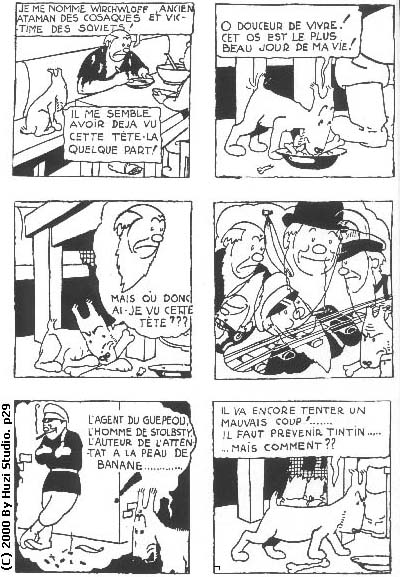 JE ME NOMME WIRCHWLOFF, ANCIEN
ATAMAN DES COSAQUES ET VIC-
TIME DES SOVIETS!
IL ME SEMBLE
AVOIR DEJA VU
CETTE TÊTE-LA
QUELQUE PART!
O DOUCEUR DE VIVRE!
CET OS EST LE PLUS
BEAU JOUR DE MA VIE!
MAIS OÙ DONC
AI-JE VU CETTE
TÊTE???
L'AGENT DU GUEPEOU,
L'HOMME DE STOLBSTY
L'AUTEUR DE L'ATTEN-
TAT A LA PEAU DE
BANANE............
IL VA ENCORE TENTER UN
MAUVAIS COUP!.......
IL FAUT PREVENIR TINTIN.....
...MAIS COMMENT??
(C) 2000 By Huzi Studio. p29